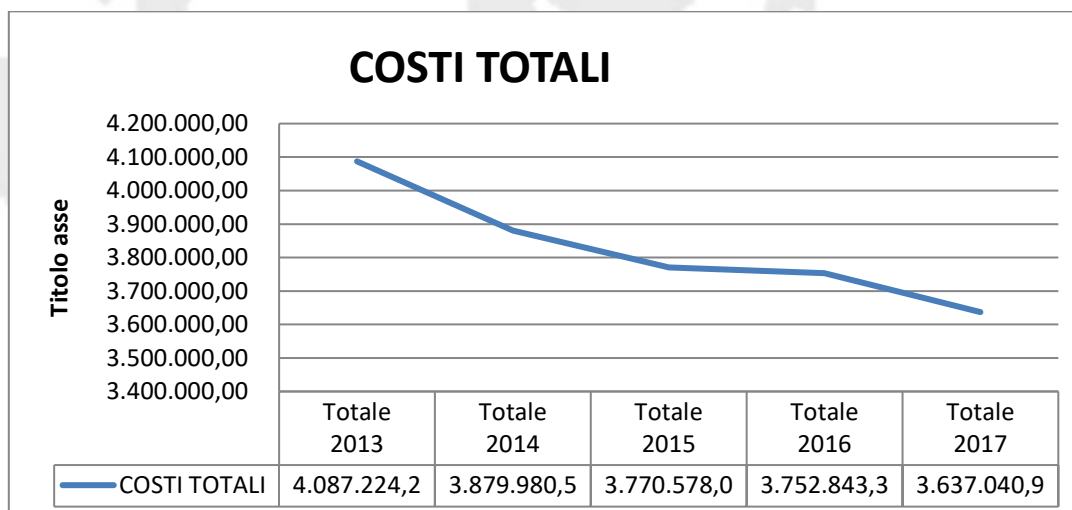 COSTI TOTALI
Titolo asse
4.200.000,00
4.100.000,00
4.000.000,00
3.900.000,00
3.800.000,00
3.700.000,00
3.600.000,00
3.500.000,00
3.400.000,00
Totale 2013
Totale 2014
Totale 2015
Totale 2016
Totale 2017
COSTI TOTALI 4.087.224,2 3.879.980,5 3.770.578,0 3.752.843,3 3.637.040,9